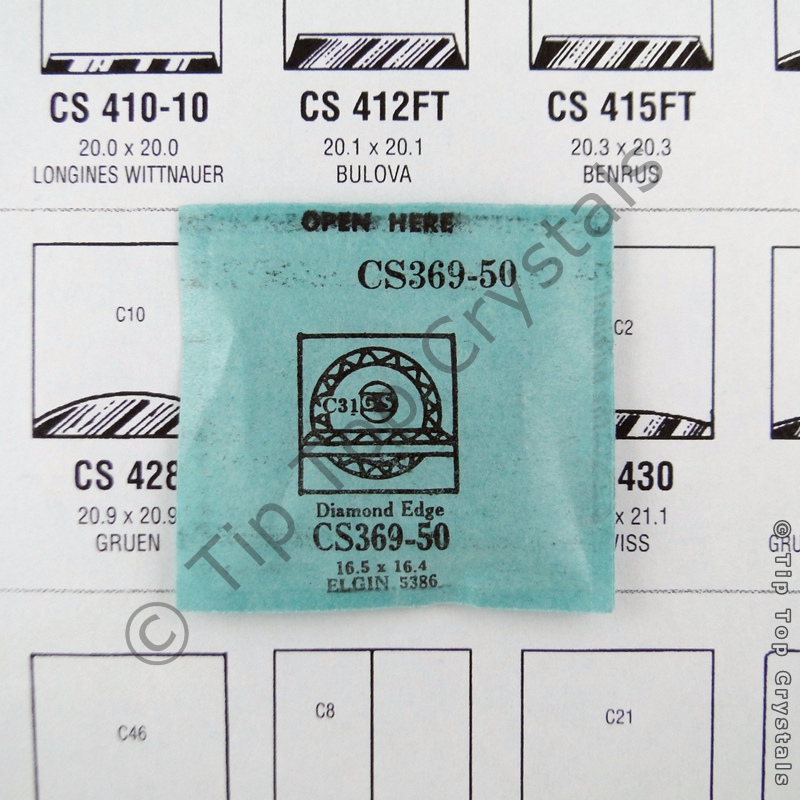 CS 410-10
20.0 x 20.0
LONGINES WITTNAUER
CS 412FT
20.1 x 20.1
BULOVA
CS 415FT
20.3 x 20.3
BENRUS
OPEN HERE
CS369-50
C31
GS
Diamond Edge
CS369-50
16.5 x 16.4
ELGIN 5386
C10
CS 428
20.9 x 20.9
GRUEN
C2
430
x 21.1
C46
C8
C21
© Tip Top Crystals
©Tip Top Crystals